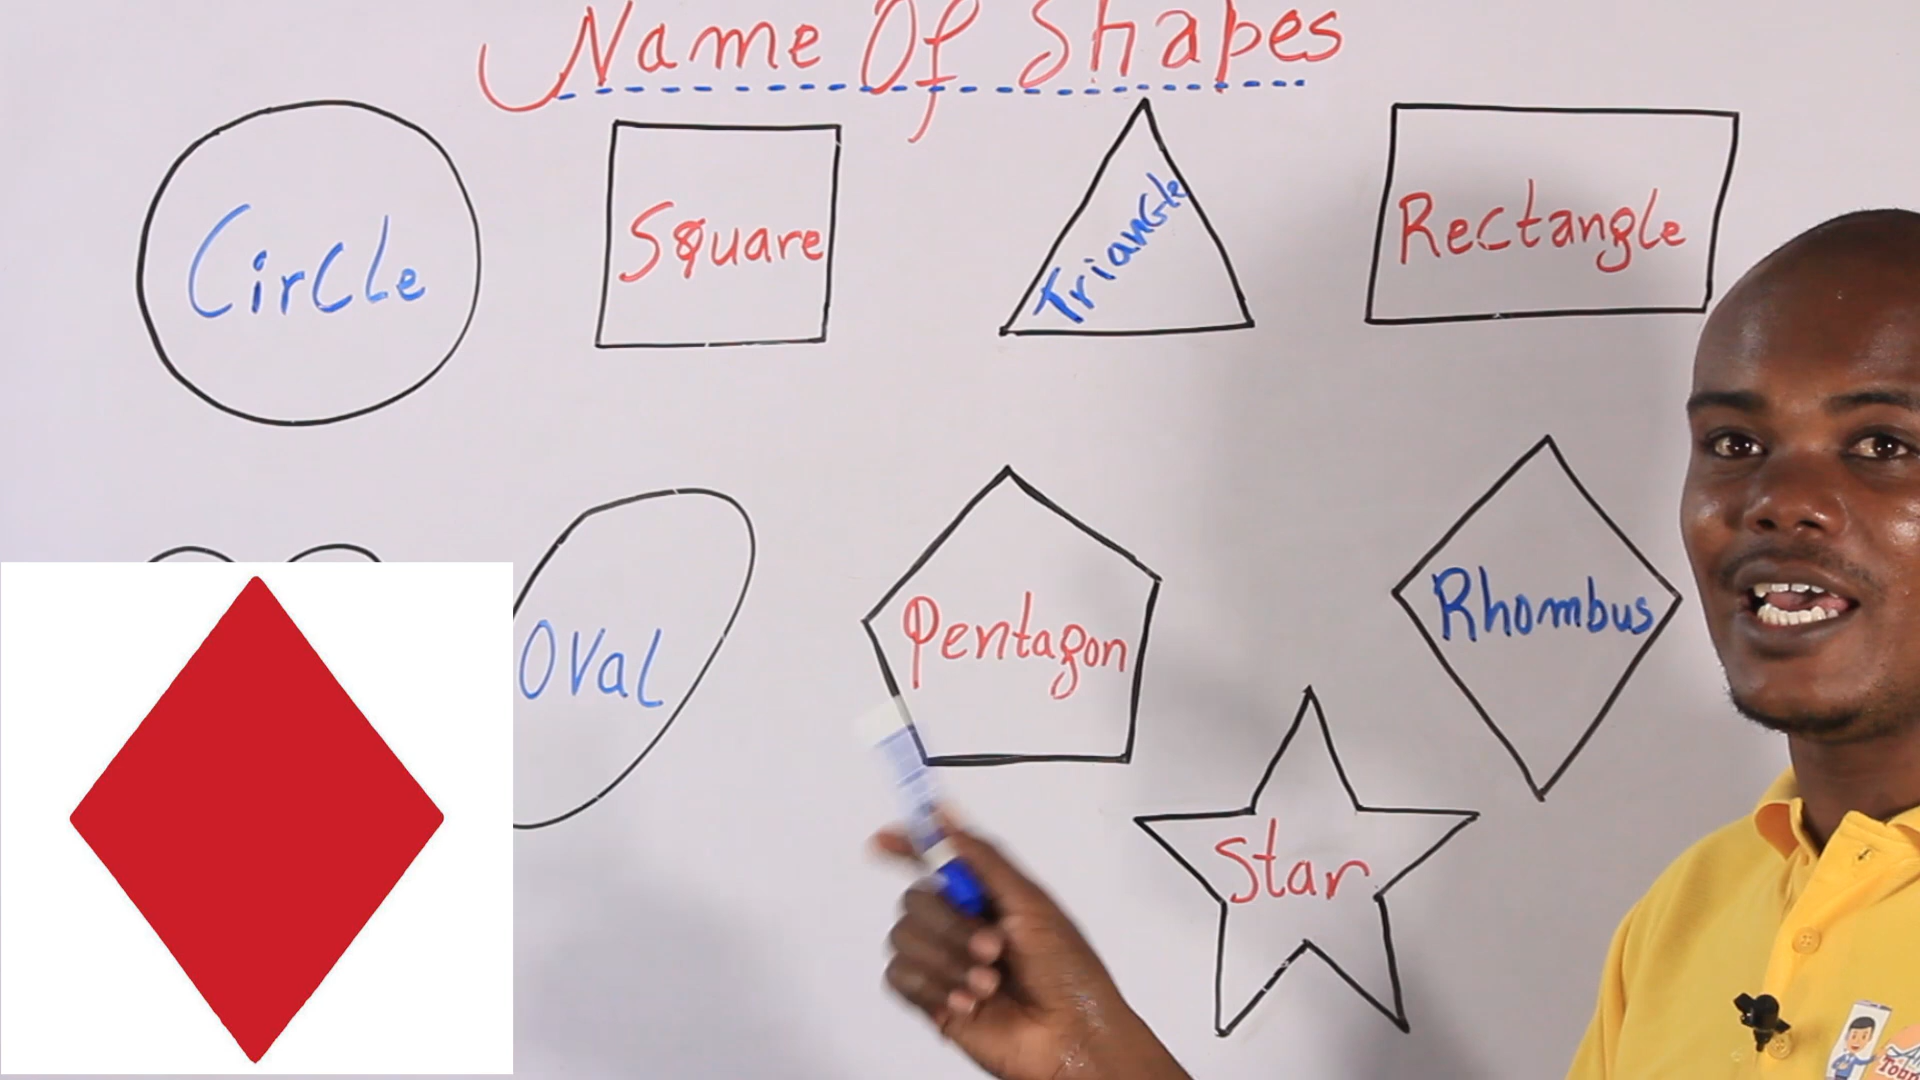 Name Of Shapes
Circle
Square
Triangle
Rectangle
Oval
Pentagon
Rhombus
Star